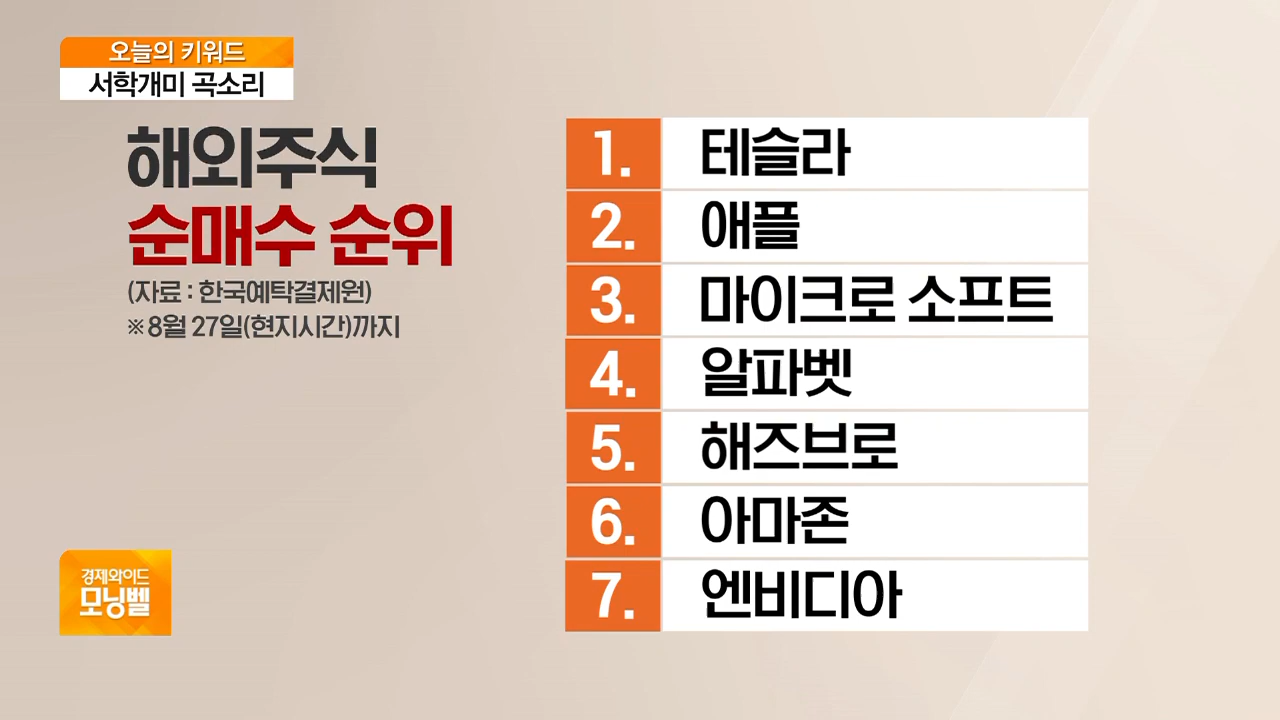 오늘의 키워드
서학개미 곡소리
해외주식
순매수 순위
(자료 : 한국예탁결제원)
※ 8월 27일(현지시간)까지
1. 테슬라
2. 애플
3. 마이크로 소프트
4. 알파벳
5. 해즈브로
6. 아마존
7. 엔비디아
경제와이드
모닝벨